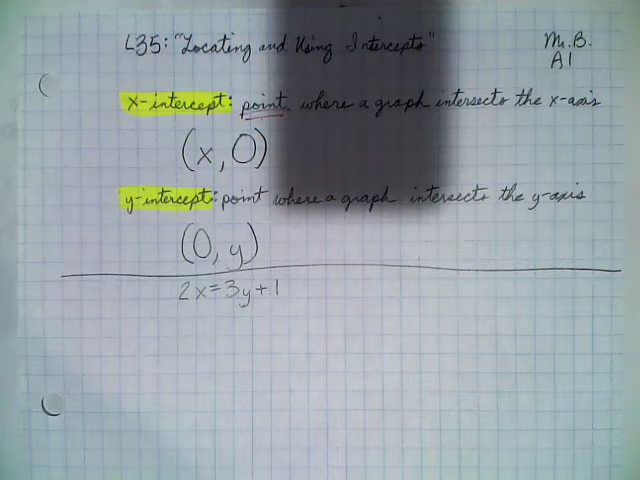 L35: "Locating and Using Intercepts"
M.B.
A1
x-intercept: point where a graph intersects the x-axis
(x, 0)
y-intercept: point where a graph intersects the y-axis
(0, y)
2x=3y+1